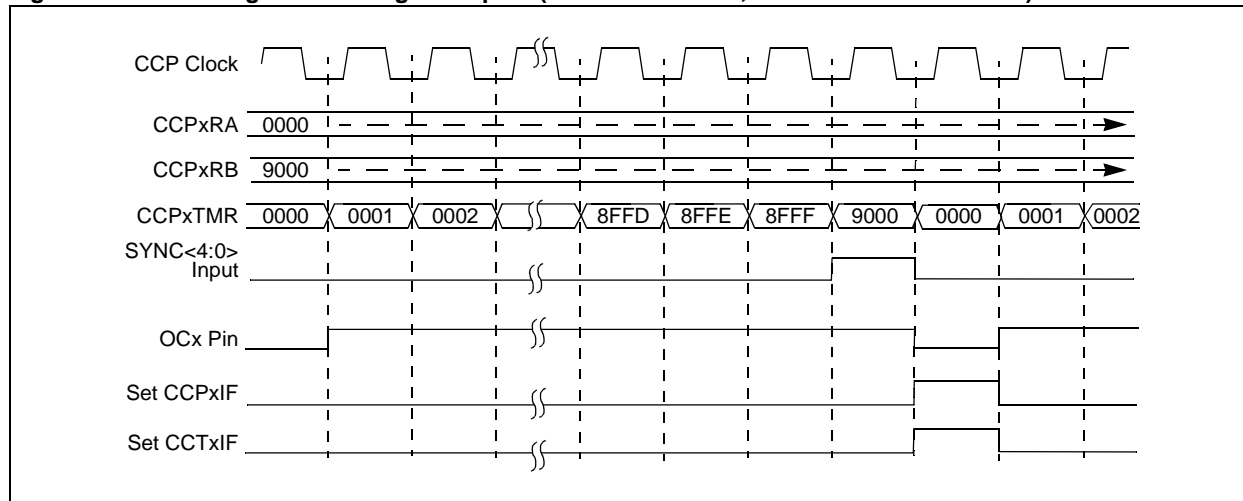 CCP Clock
CCPxRA 0000
CCPxRB 9000
CCPxTMR 0000 0001 0002 8FFD 8FFE 8FFF 9000 0000 0001 0002
SYNC<4:0>
Input
OCx Pin
Set CCPxIF
Set CCTxIF